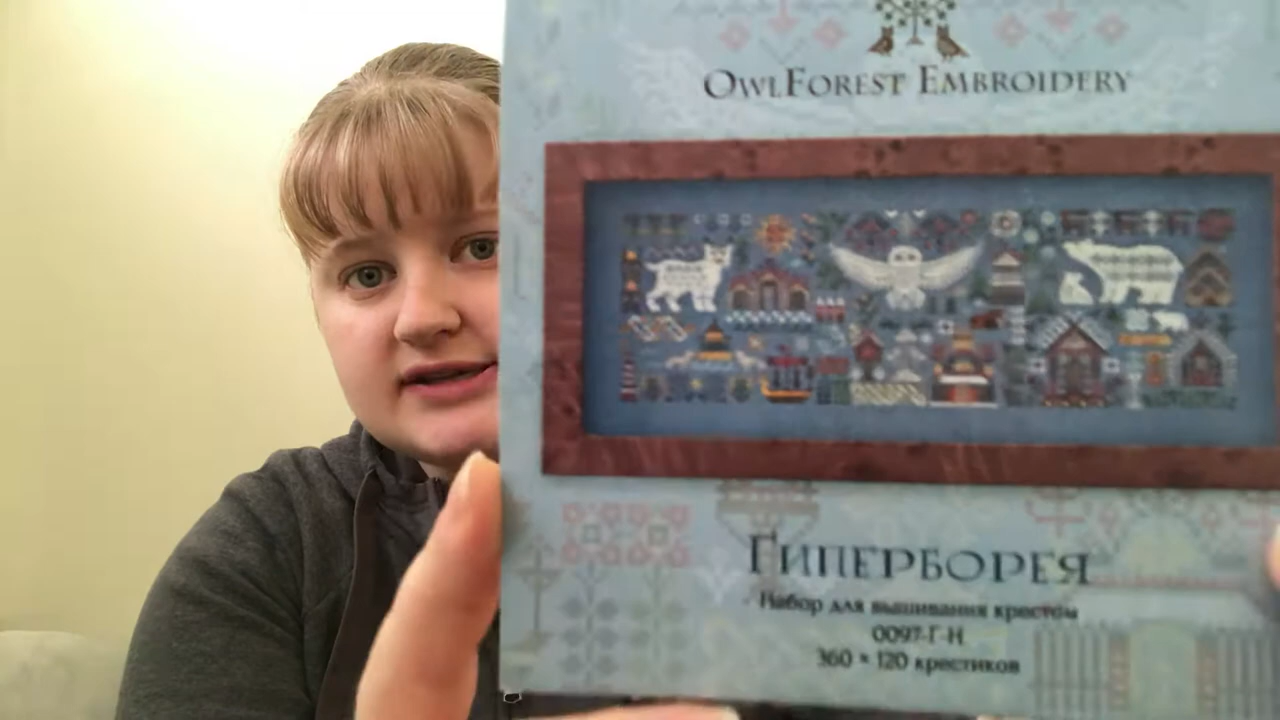 OwlForest Embroidery
Гиперборея
Набор для вышивания крестом
0097-Г-Н
360 × 120 крестиков